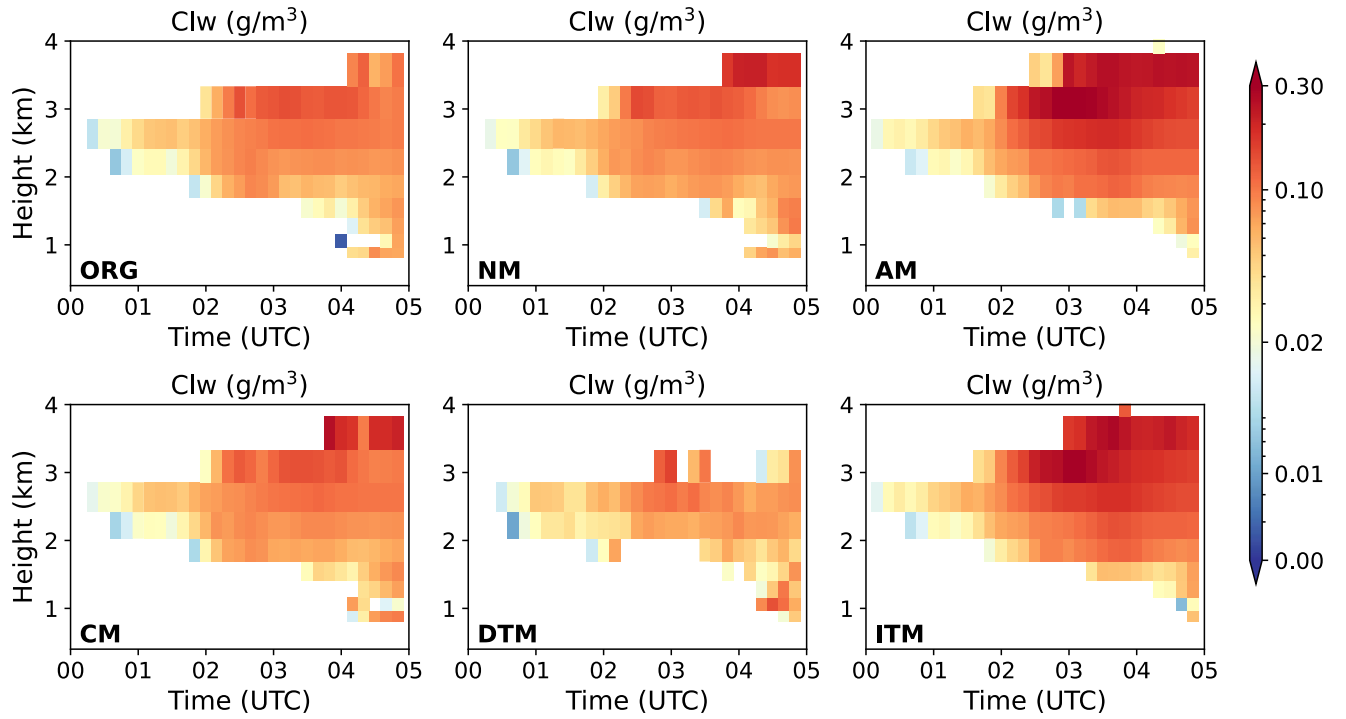 Clw (g/m³) Clw (g/m³) Clw (g/m³)
Height (km)
4
3
2
1
ORG
00 01 02 03 04 05
Time (UTC)
4
3
2
1
NM
00 01 02 03 04 05
Time (UTC)
4
3
2
1
AM
00 01 02 03 04 05
Time (UTC)
Clw (g/m³) Clw (g/m³) Clw (g/m³)
Height (km)
4
3
2
1
CM
00 01 02 03 04 05
Time (UTC)
4
3
2
1
DTM
00 01 02 03 04 05
Time (UTC)
4
3
2
1
ITM
00 01 02 03 04 05
Time (UTC)
0.30
0.10
0.02
0.01
0.00